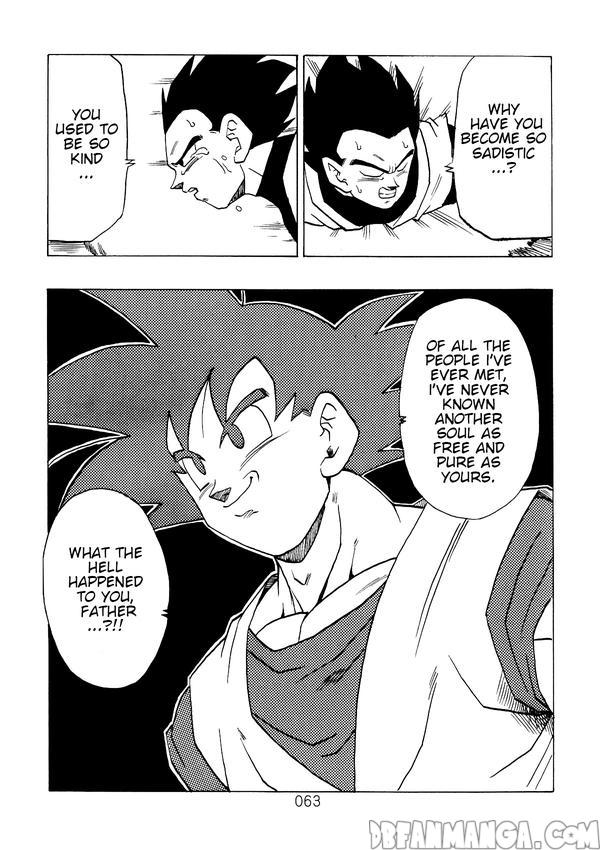 WHY
HAVE YOU
BECOME SO
SADISTIC
...?
YOU
USED TO
BE SO
KIND
...
OF ALL THE
PEOPLE I'VE
EVER MET,
I'VE NEVER
KNOWN
ANOTHER
SOUL AS
FREE AND
PURE AS
YOURS.
WHAT THE
HELL
HAPPENED
TO YOU,
FATHER
...?!!
063
DBFANMANGA.COM